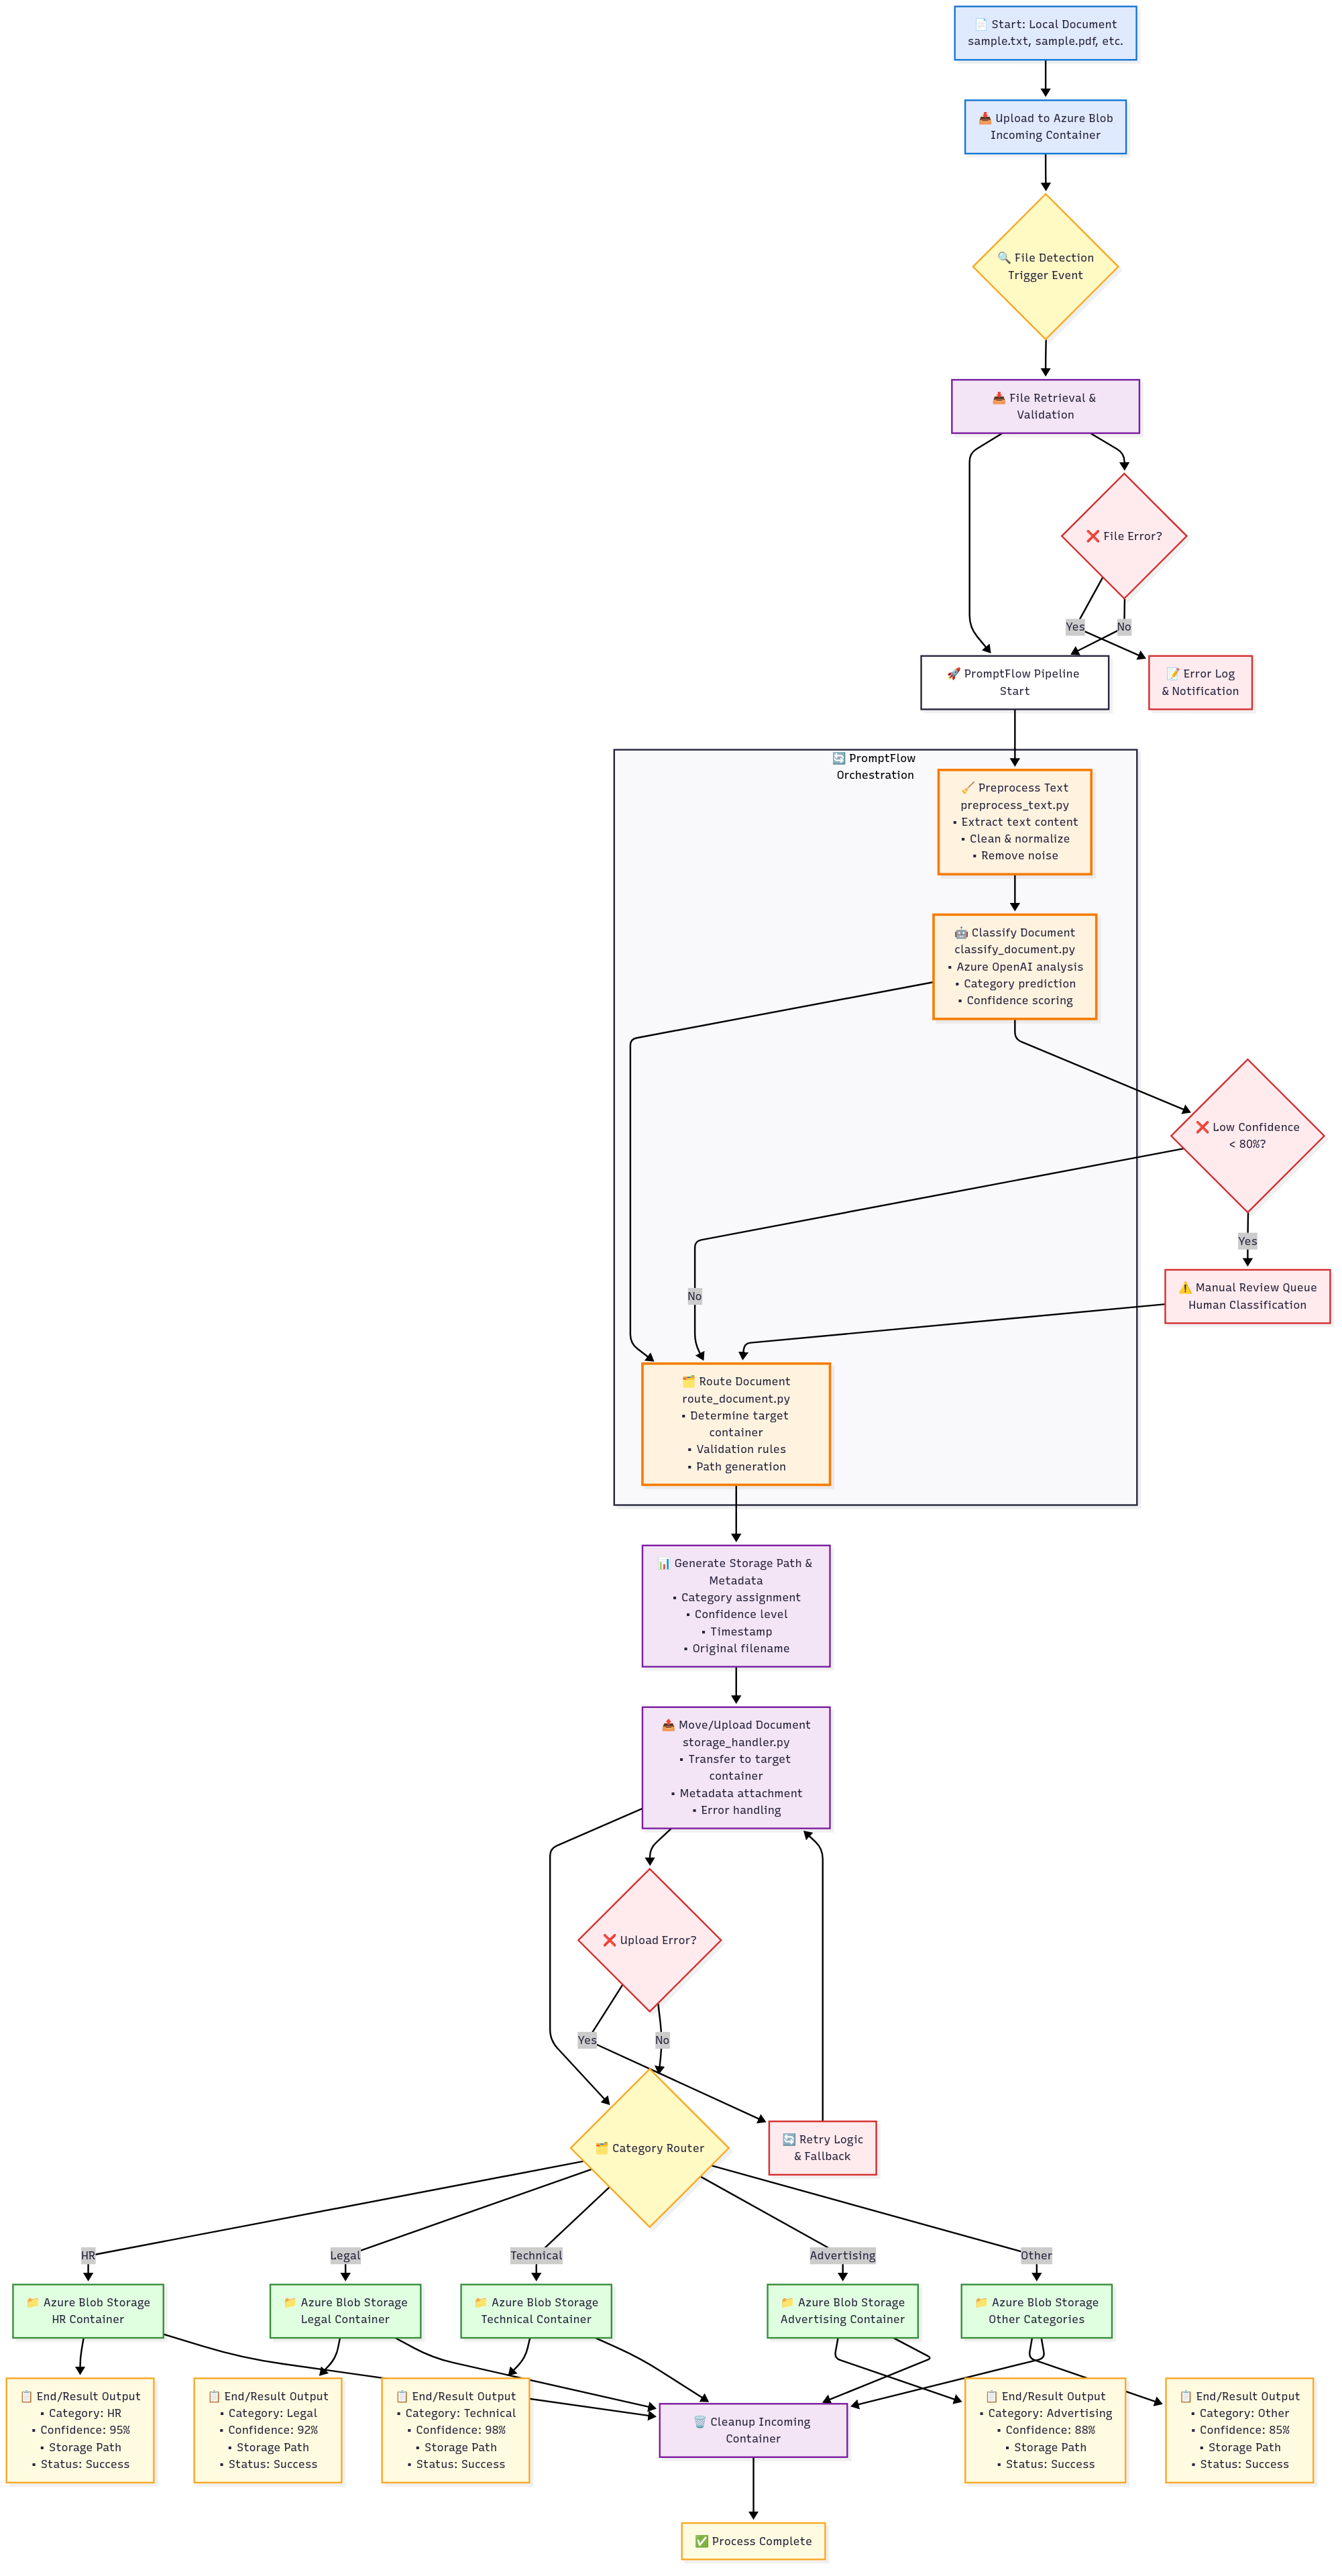 📄 Start: Local Document
sample.txt, sample.pdf, etc.
📥 Upload to Azure Blob
Incoming Container
🔍 File Detection
Trigger Event
📥 File Retrieval &
Validation
❌ File Error?
Yes
No
🚀 PromptFlow Pipeline
Start
📝 Error Log
& Notification
🔄 PromptFlow
Orchestration
🧹 Preprocess Text
preprocess_text.py
• Extract text content
• Clean & normalize
• Remove noise
🤖 Classify Document
classify_document.py
• Azure OpenAI analysis
• Category prediction
• Confidence scoring
❌ Low Confidence
< 80%?
Yes
No
⚠️ Manual Review Queue
Human Classification
🗂️ Route Document
route_document.py
• Determine target
container
• Validation rules
• Path generation
📊 Generate Storage Path &
Metadata
• Category assignment
• Confidence level
• Timestamp
• Original filename
📤 Move/Upload Document
storage_handler.py
• Transfer to target
container
• Metadata attachment
• Error handling
❌ Upload Error?
Yes
No
🔄 Retry Logic
& Fallback
🗂️ Category Router
HR
Legal
Technical
Advertising
Other
📁 Azure Blob Storage
HR Container
📁 Azure Blob Storage
Legal Container
📁 Azure Blob Storage
Technical Container
📁 Azure Blob Storage
Advertising Container
📁 Azure Blob Storage
Other Categories
📋 End/Result Output
• Category: HR
• Confidence: 95%
• Storage Path
• Status: Success
📋 End/Result Output
• Category: Legal
• Confidence: 92%
• Storage Path
• Status: Success
📋 End/Result Output
• Category: Technical
• Confidence: 98%
• Storage Path
• Status: Success
🗑️ Cleanup Incoming
Container
📋 End/Result Output
• Category: Advertising
• Confidence: 88%
• Storage Path
• Status: Success
📋 End/Result Output
• Category: Other
• Confidence: 85%
• Storage Path
• Status: Success
✅ Process Complete